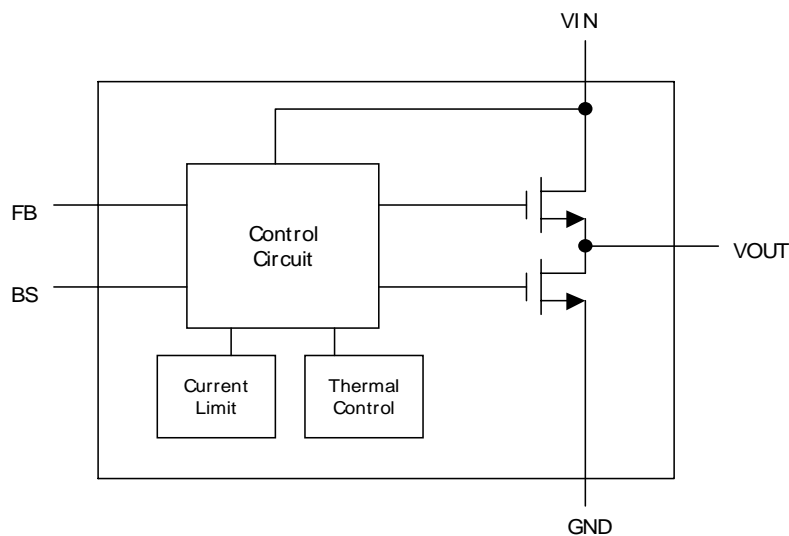 VIN
FB
Control
Circuit
VOUT
BS
Current
Limit
Thermal
Control
GND